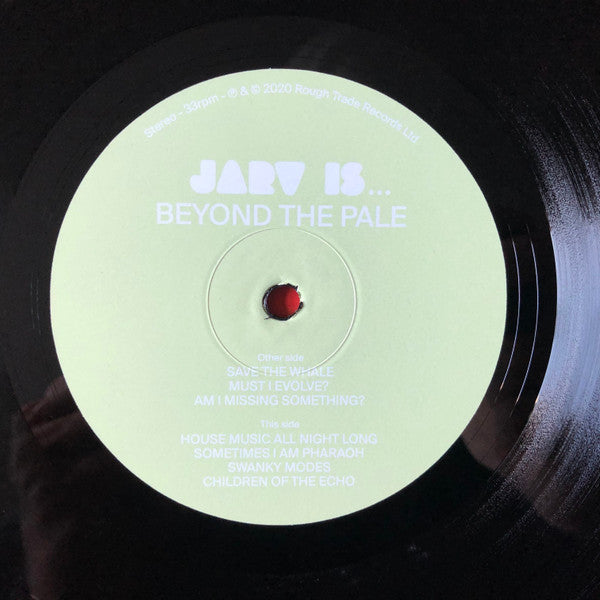 Stereo - 33rpm - ℗ & © 2020 Rough Trade Records Ltd.
JARV IS...
BEYOND THE PALE
Other side
SAVE THE WHALE
MUST I EVOLVE?
AM I MISSING SOMETHING?
This side
HOUSE MUSIC ALL NIGHT LONG
SOMETIMES I AM PHARAOH
SWANKY MODES
CHILDREN OF THE ECHO